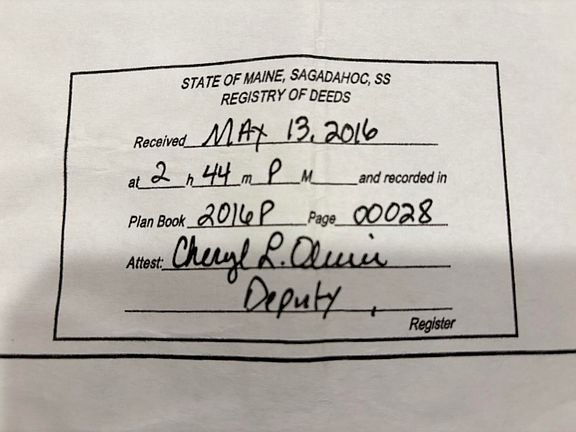 STATE OF MAINE, SAGADAHOC, SS
REGISTRY OF DEEDS
Received MAY 13, 2016
at 2 h 44 m P M and recorded in
Plan Book 2016P Page 00028
Attest: Cheryl L.
Deputy,
Register